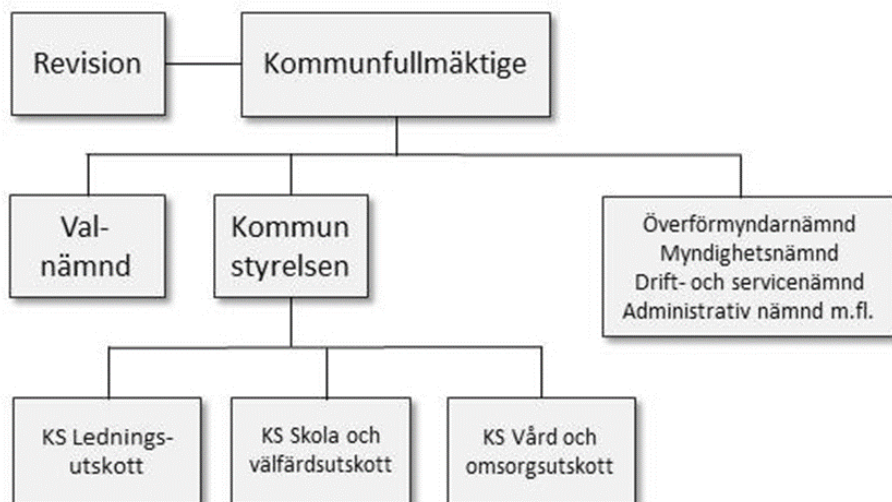 Revision
Kommunfullmäktige
Val-
nämnd
Kommun
styrelsen
Överförmyndarnämnd
Myndighetsnämnd
Drift- och servicenämnd
Administrativ nämnd m.fl.
KS Lednings-
utskott
KS Skola och
välfärdsutskott
KS Vård och
omsorgsutskott